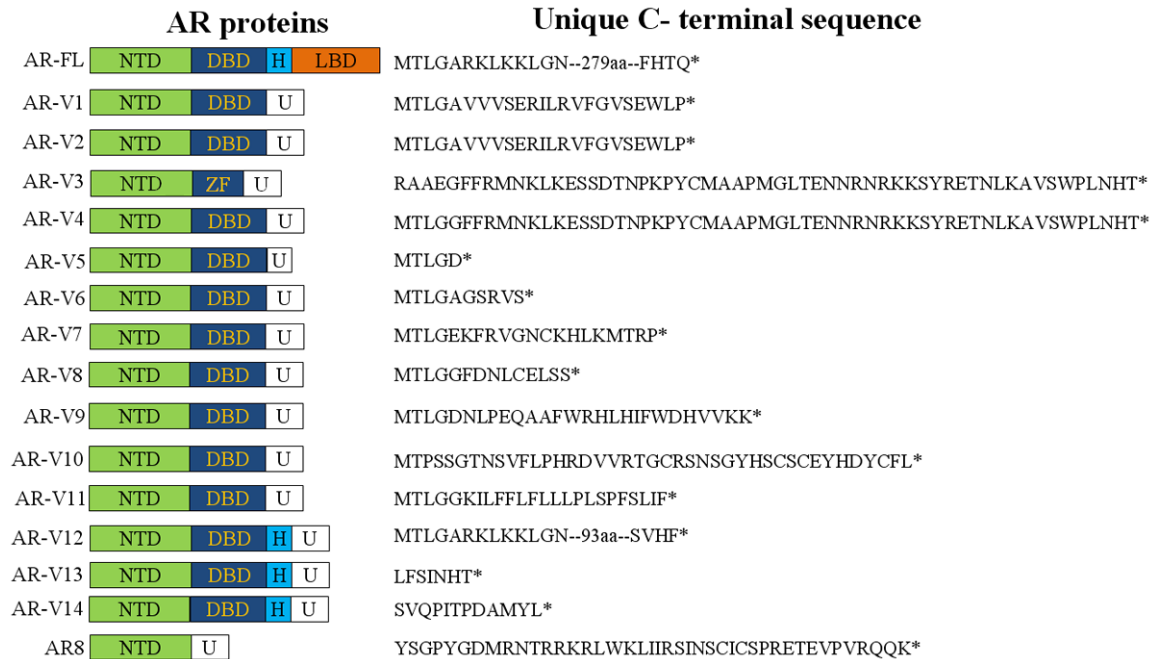 AR proteins Unique C- terminal sequence
AR-FL NTD DBD H LBD MTLGARKLKKLGN--279aa--FHTQ*
AR-V1 NTD DBD U MTLGAVVVSERILRVFGVSEWLP*
AR-V2 NTD DBD U MTLGAVVVSERILRVFGVSEWLP*
AR-V3 NTD ZF U RAAEGFFRMNKLKESSDTNPKPYCMAAPMGLTENNRNRKKSYRETNLKAVSWPLNHT*
AR-V4 NTD DBD U MTLGGFFRMNKLKESSDTNPKPYCMAAPMGLTENNRNRKKSYRETNLKAVSWPLNHT*
AR-V5 NTD DBD U MTLGD*
AR-V6 NTD DBD U MTLGAGSRVS*
AR-V7 NTD DBD U MTLGEKFRVGNCKHLKMTRP*
AR-V8 NTD DBD U MTLGGFDNLCELSS*
AR-V9 NTD DBD U MTLGDNLPEQAAFWRHLHIFWDHVVKK*
AR-V10 NTD DBD U MTPSSGTNSVFLPHRDVVRTGCRSNSGYHSCSCEYHDYCFL*
AR-V11 NTD DBD U MTLGGKILFFLFLLLPLSPFSLIF*
AR-V12 NTD DBD H U MTLGARKLKKLGN--93aa--SVHF*
AR-V13 NTD DBD H U LFSINHT*
AR-V14 NTD DBD H U SVQPITPDAMYL*
AR8 NTD U YSGPYGDMRNTRRKRLWKLIIRSINSCICSPRETEVPVRQQK*